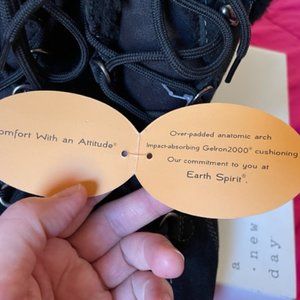 Comfort With an Attitude®
Over-padded anatomic arch
Impact-absorbing Gelron2000® cushioning
Our commitment to you at
Earth Spirit®.
a
new
day